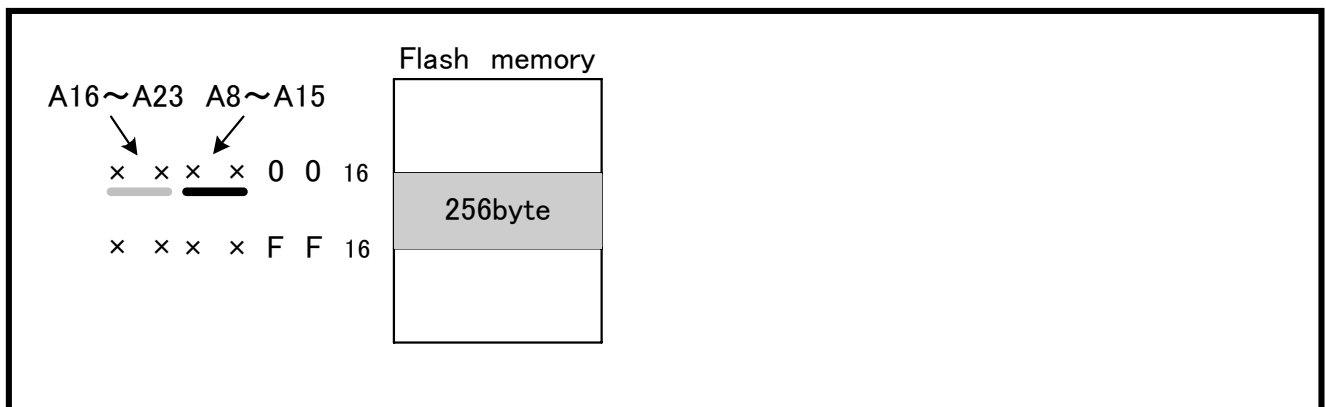 Flash memory
A16～A23 A8～A15
× × × × 0 0 16
256byte
× × × × F F 16